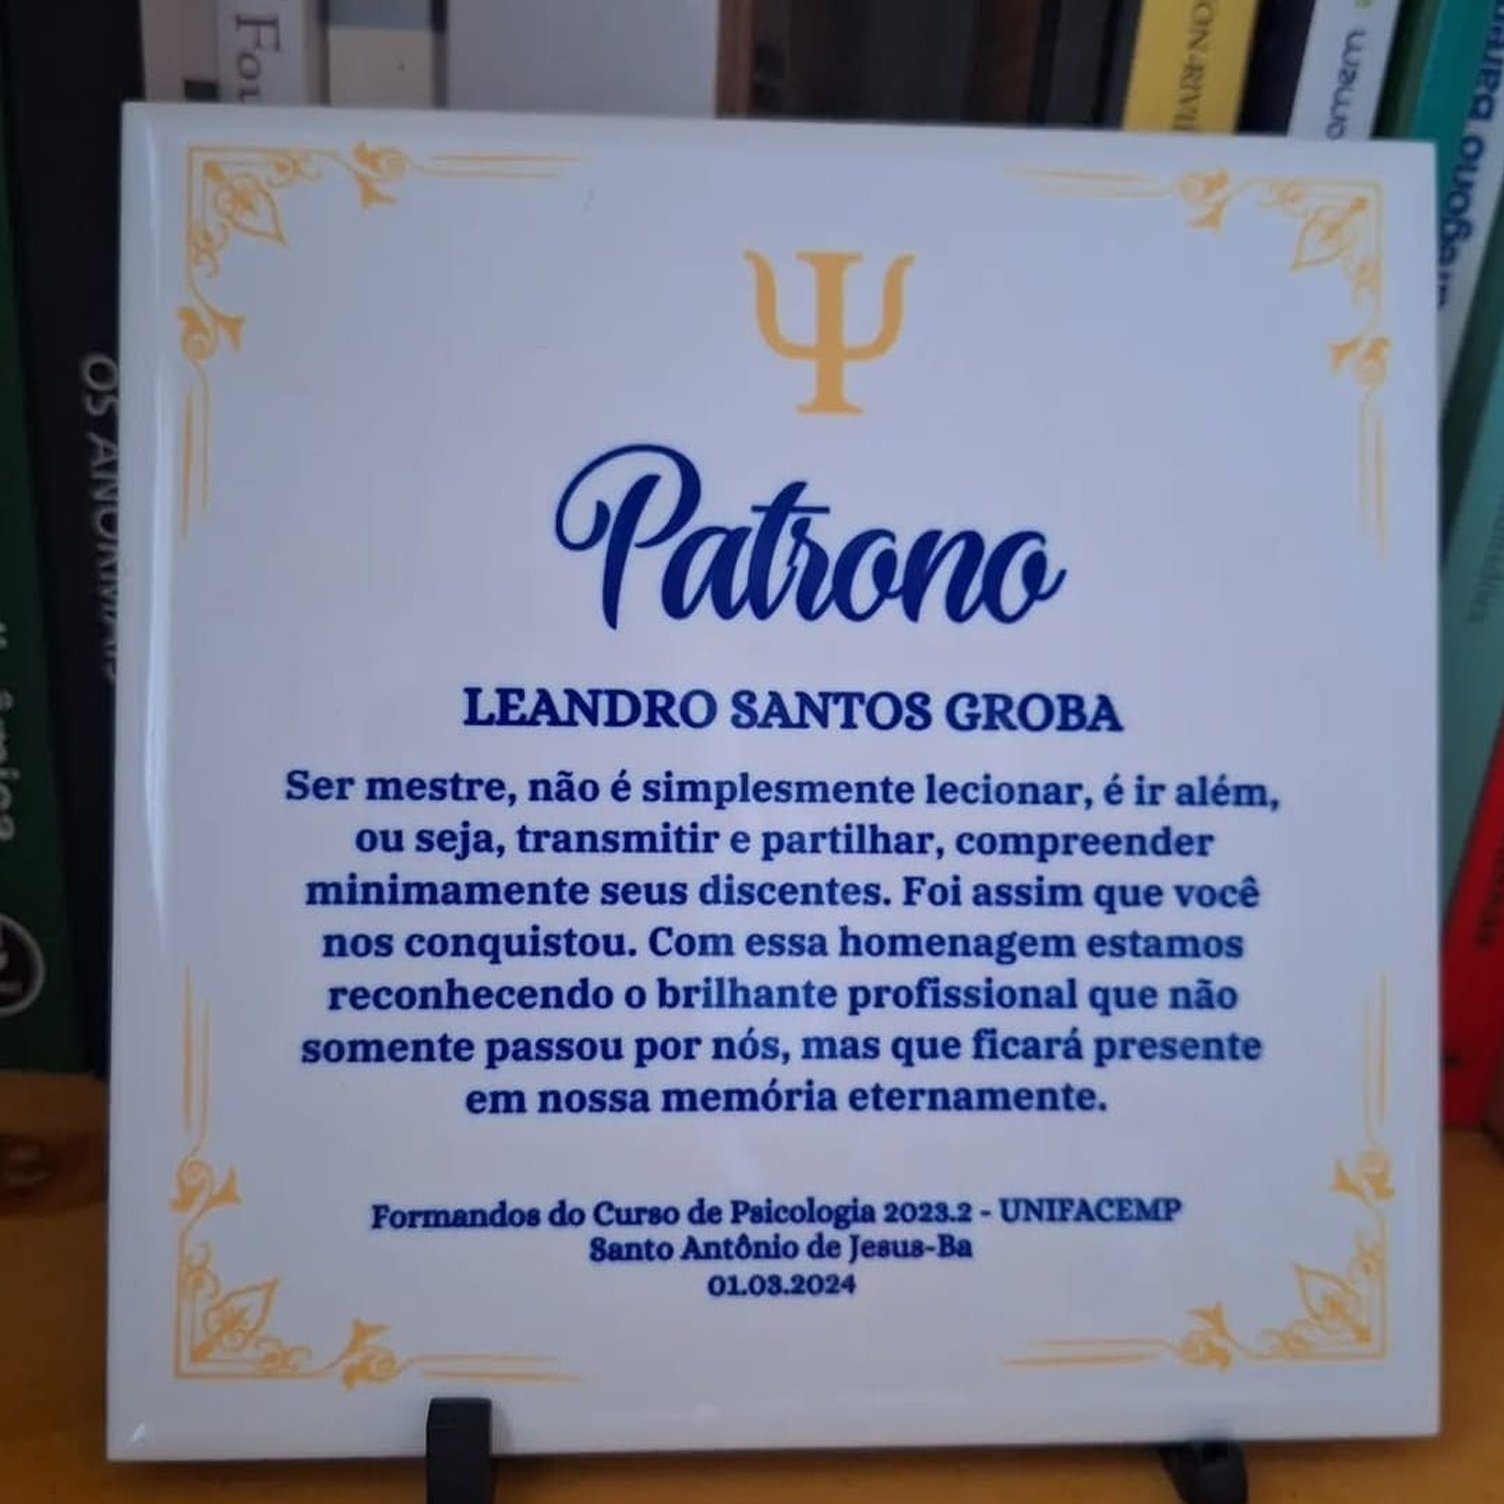 Ψ
Patrono
LEANDRO SANTOS GROBA
Ser mestre, não é simplesmente lecionar, é ir além,
ou seja, transmitir e partilhar, compreender
minimamente seus discentes. Foi assim que você
nos conquistou. Com essa homenagem estamos
reconhecendo o brilhante profissional que não
somente passou por nós, mas que ficará presente
em nossa memória eternamente.
Formandos do Curso de Psicologia 2023.2 - UNIFACEMP
Santo Antônio de Jesus-Ba
01.03.2024
OS ANORMAIS